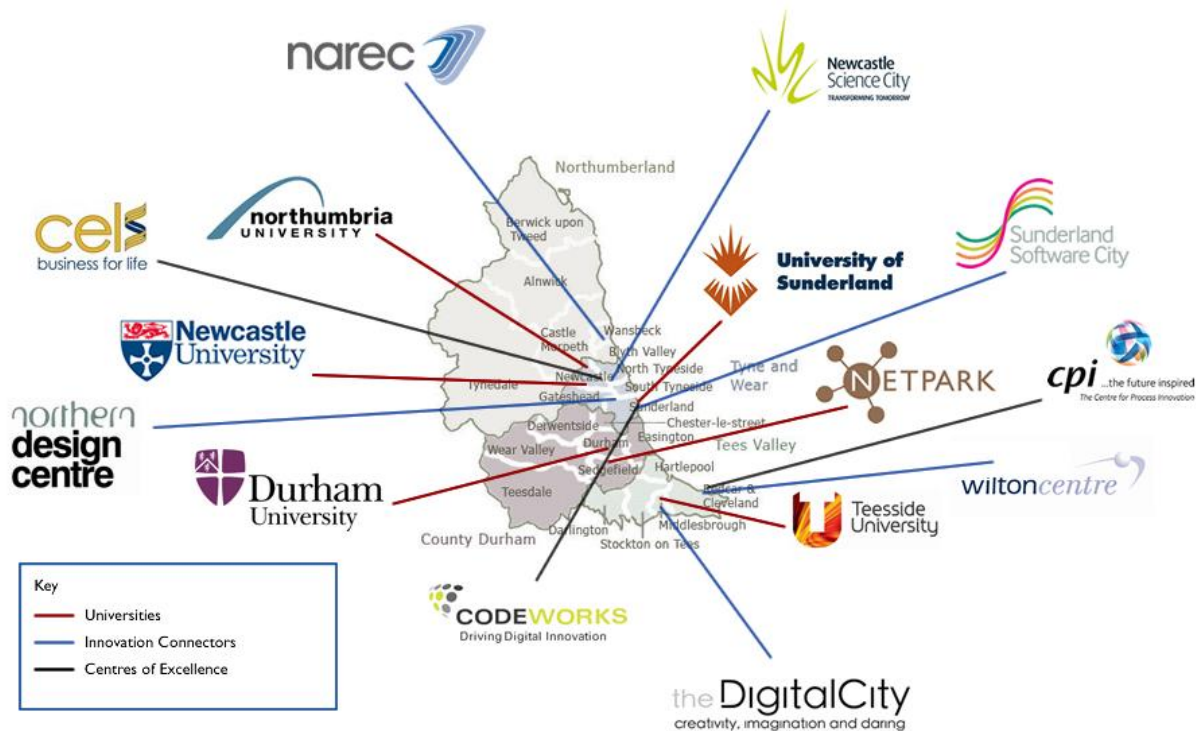 narec
Newcastle
Science City
TRANSFORMING TOMORROW
Northumberland
cels
business for life
northumbria
UNIVERSITY
Berwick upon
Tweed
Alnwick
University of
Sunderland
Sunderland
Software City
Newcastle
University
Castle
Morpeth
Wansbeck
Blyth Valley
North Tyneside
Newcastle
Tynedale
South Tyneside
Gateshead
Sunderland
Tyne and
Wear
NETPARK
cpi ...the future inspired
The Centre for Process Innovation
northern
design
centre
Chester-le-street
Derwentside
Easington
Durham
Wear Valley
Tees Valley
Sedgefield
Hartlepool
Teesdale
Redcar &
Cleveland
Durham
University
wiltoncentre
Teesside
University
Middlesbrough
Darlington
Stockton on Tees
County Durham
CODEWORKS
Driving Digital Innovation
Key
Universities
Innovation Connectors
Centres of Excellence
the DigitalCity
creativity, imagination and daring